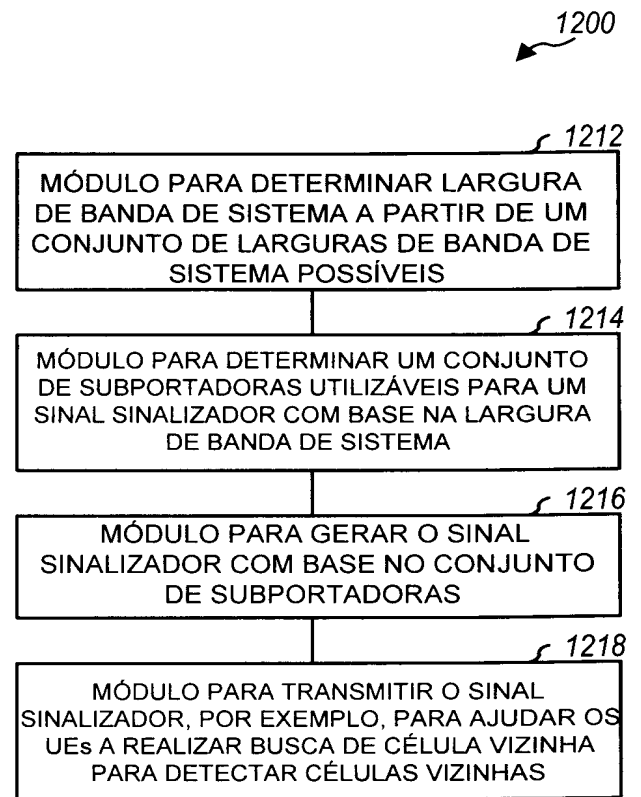 1200
1212
MÓDULO PARA DETERMINAR LARGURA
DE BANDA DE SISTEMA A PARTIR DE UM
CONJUNTO DE LARGURAS DE BANDA DE
SISTEMA POSSÍVEIS
1214
MÓDULO PARA DETERMINAR UM CONJUNTO
DE SUBPORTADORAS UTILIZÁVEIS PARA UM
SINAL SINALIZADOR COM BASE NA LARGURA
DE BANDA DE SISTEMA
1216
MÓDULO PARA GERAR O SINAL
SINALIZADOR COM BASE NO CONJUNTO
DE SUBPORTADORAS
1218
MÓDULO PARA TRANSMITIR O SINAL
SINALIZADOR, POR EXEMPLO, PARA AJUDAR OS
UEs A REALIZAR BUSCA DE CÉLULA VIZINHA
PARA DETECTAR CÉLULAS VIZINHAS